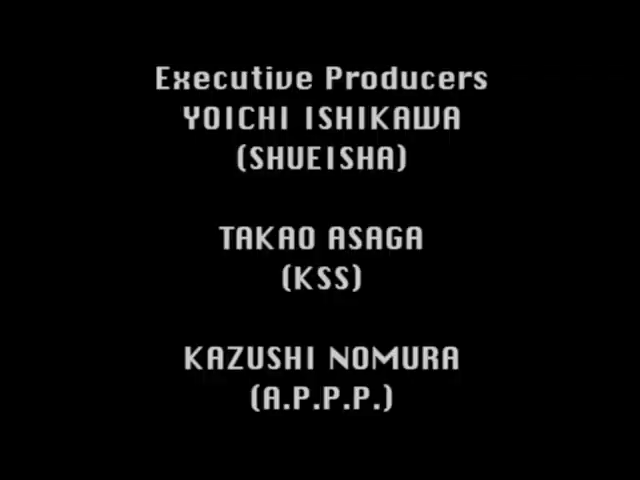 Executive Producers
YOICHI ISHIKAWA
(SHUEISHA)
TAKAO ASAGA
(KSS)
KAZUSHI NOMURA
(A.P.P.P.)